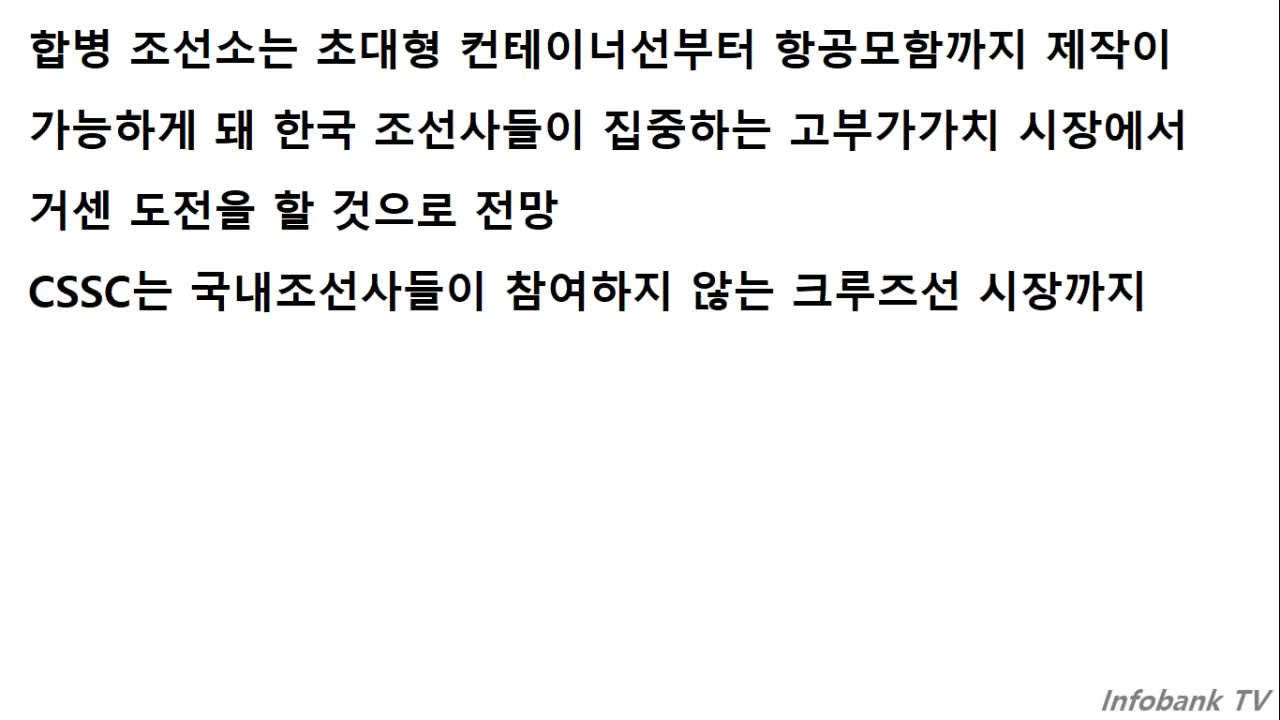 합병 조선소는 초대형 컨테이너선부터 항공모함까지 제작이
가능하게 돼 한국 조선사들이 집중하는 고부가가치 시장에서
거센 도전을 할 것으로 전망
CSSC는 국내조선사들이 참여하지 않는 크루즈선 시장까지
Infobank TV